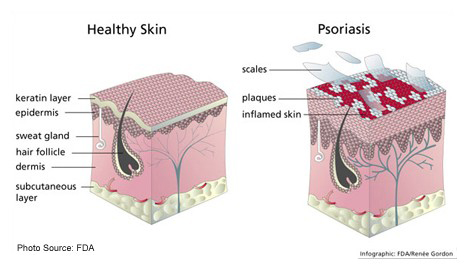 Healthy Skin
keratin layer
epidermis
sweat gland
hair follicle
dermis
subcutaneous
layer
Psoriasis
scales
plaques
inflamed skin
Photo Source: FDA
Infographic: FDA/Renée Gordon